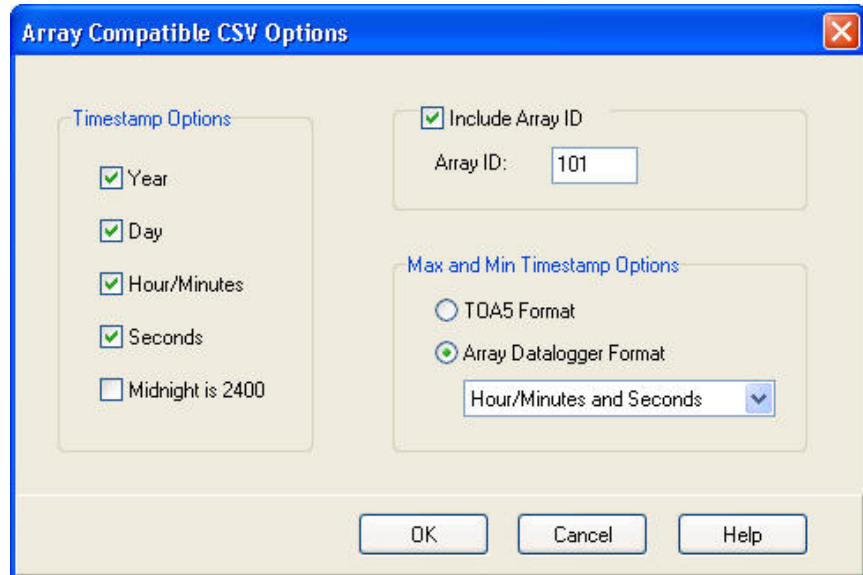 Array Compatible CSV Options
Timestamp Options
Year
Day
Hour/Minutes
Seconds
Midnight is 2400
Include Array ID
Array ID: 101
Max and Min Timestamp Options
TOA5 Format
Array Datalogger Format
Hour/Minutes and Seconds
OK Cancel Help